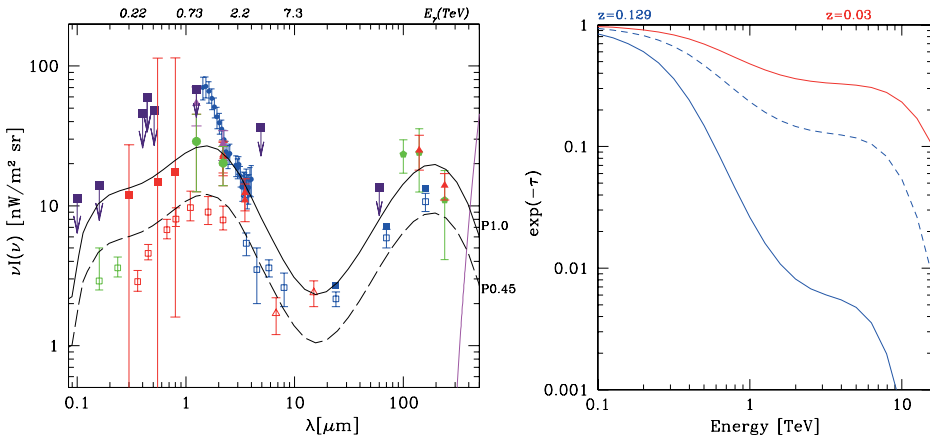 0.22 0.73 2.2 7.3 E_γ(TeV)
100
10
1
νI(ν) [nW/m² sr]
P1.0
P0.45
0.1 1 10 100
λ[μm]
z=0.129 z=0.03
1
0.1
0.01
0.001
exp(-τ)
0.1 1 10
Energy [TeV]